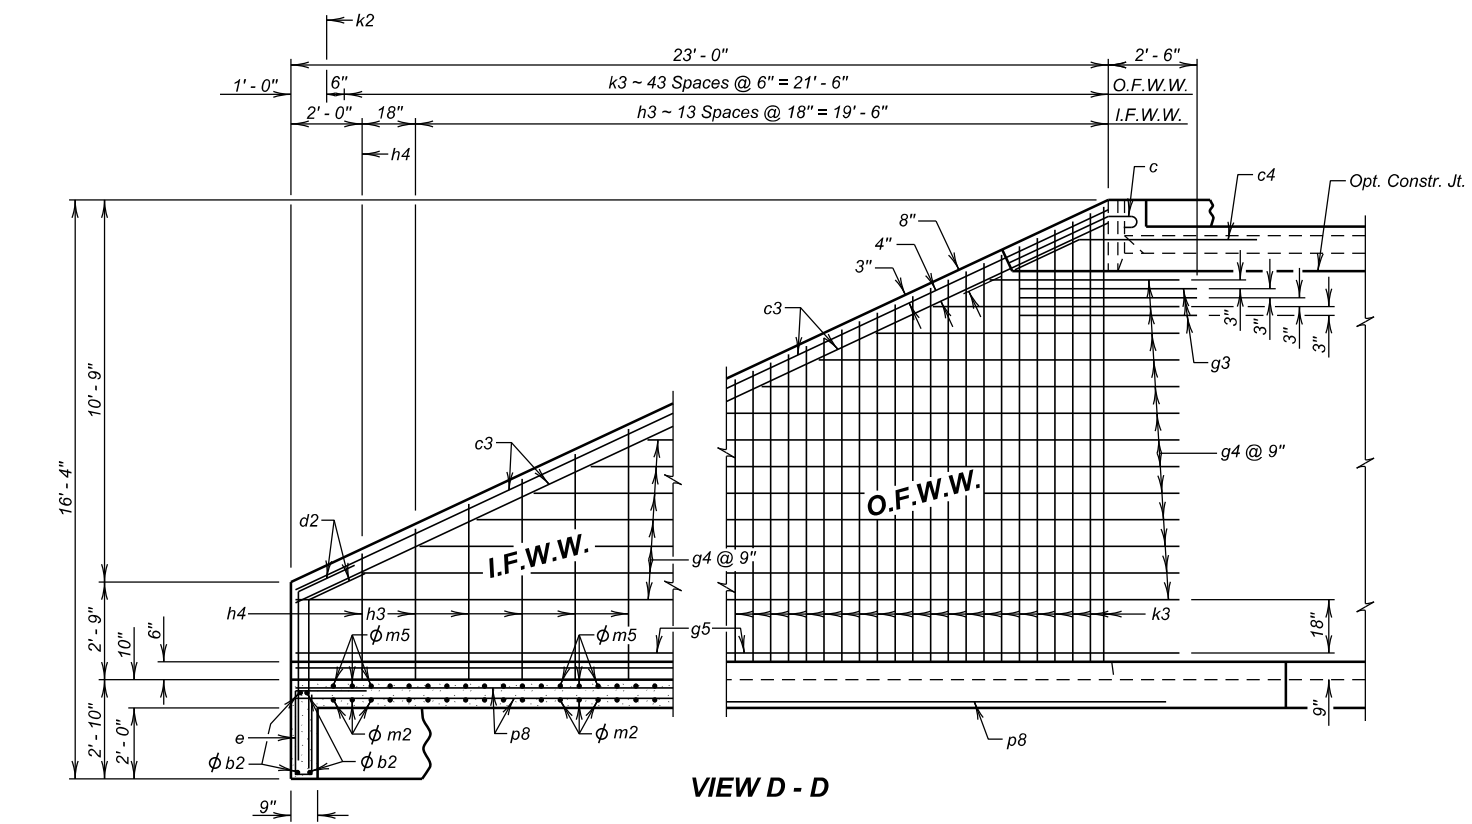 k2
23' - 0"
2' - 6"
1' - 0"
6"
k3 ~ 43 Spaces @ 6" = 21' - 6"
O.F.W.W.
2' - 0"
18"
h3 ~ 13 Spaces @ 18" = 19' - 6"
I.F.W.W.
h4
c
c4
Opt. Constr. Jt.
8"
4"
3"
c3
3"
3"
3"
3"
g3
10' - 9"
16' - 4"
c3
g4 @ 9"
O.F.W.W.
d2
I.F.W.W.
g4 @ 9"
h4
h3
k3
2' - 9"
10"
6"
ϕ m5
ϕ m5
g5
18"
2' - 10"
2' - 0"
e
ϕ b2
ϕ b2
ϕ m2
p8
ϕ m2
p8
9"
9"
VIEW D - D